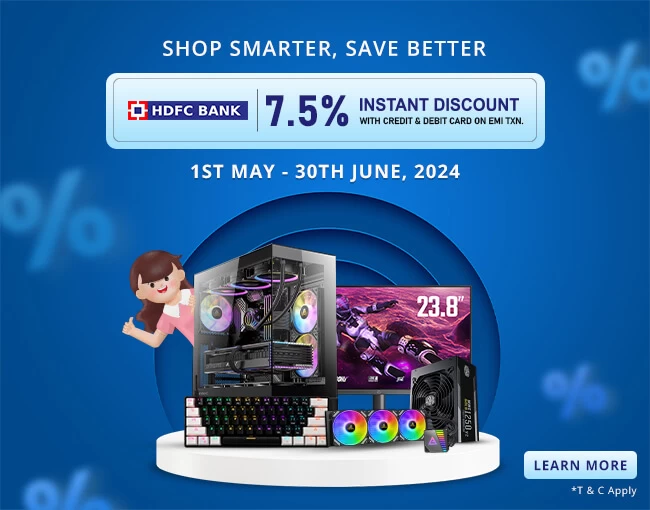 SHOP SMARTER, SAVE BETTER
HDFC BANK
7.5%
INSTANT DISCOUNT
WITH CREDIT & DEBIT CARD ON EMI TXN.
1ST MAY - 30TH JUNE, 2024
23.8"
1250
LEARN MORE
*T & C Apply